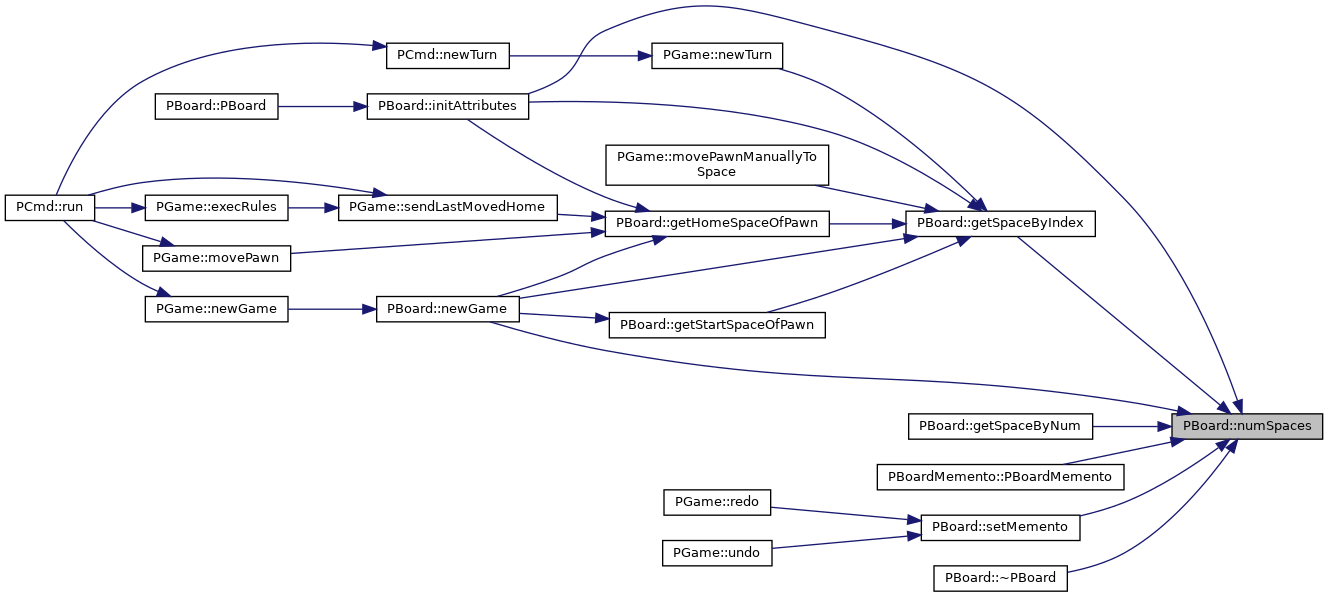 PCmd::newTurn
PGame::newTurn
PBoard::PBoard
PBoard::initAttributes
PGame::movePawnManuallyTo
Space
PCmd::run
PGame::execRules
PGame::sendLastMovedHome
PBoard::getHomeSpaceOfPawn
PBoard::getSpaceByIndex
PGame::movePawn
PGame::newGame
PBoard::newGame
PBoard::getStartSpaceOfPawn
PBoard::getSpaceByNum
PBoard::numSpaces
PBoardMemento::PBoardMemento
PGame::redo
PBoard::setMemento
PGame::undo
PBoard::~PBoard